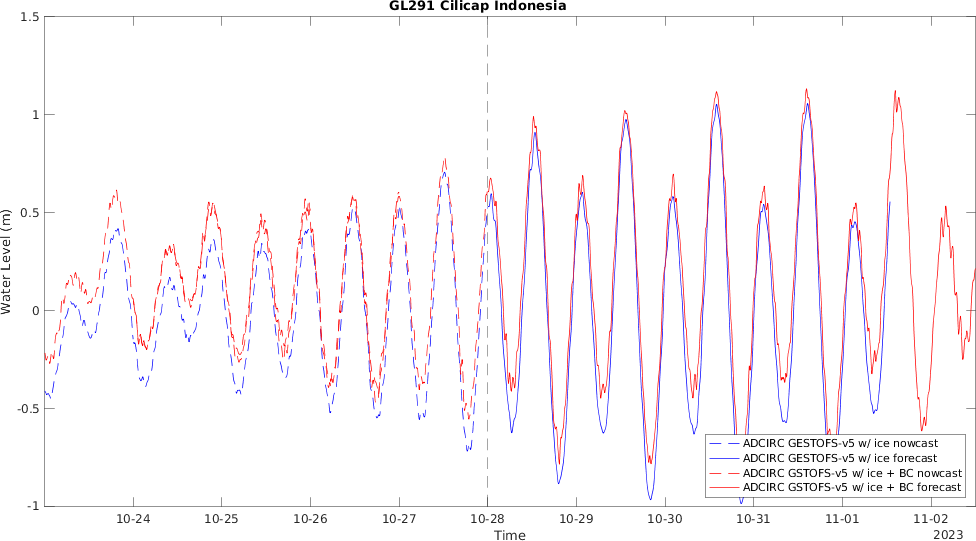 GL291 Cilicap Indonesia
1.5
1
0.5
0
-0.5
-1
Water Level (m)
10-24
10-25
10-26
10-27
10-28
10-29
10-30
10-31
11-01
11-02
Time
2023
ADCIRC GESTOFS-v5 w/ ice nowcast
ADCIRC GESTOFS-v5 w/ ice forecast
ADCIRC GSTOFS-v5 w/ ice + BC nowcast
ADCIRC GSTOFS-v5 w/ ice + BC forecast